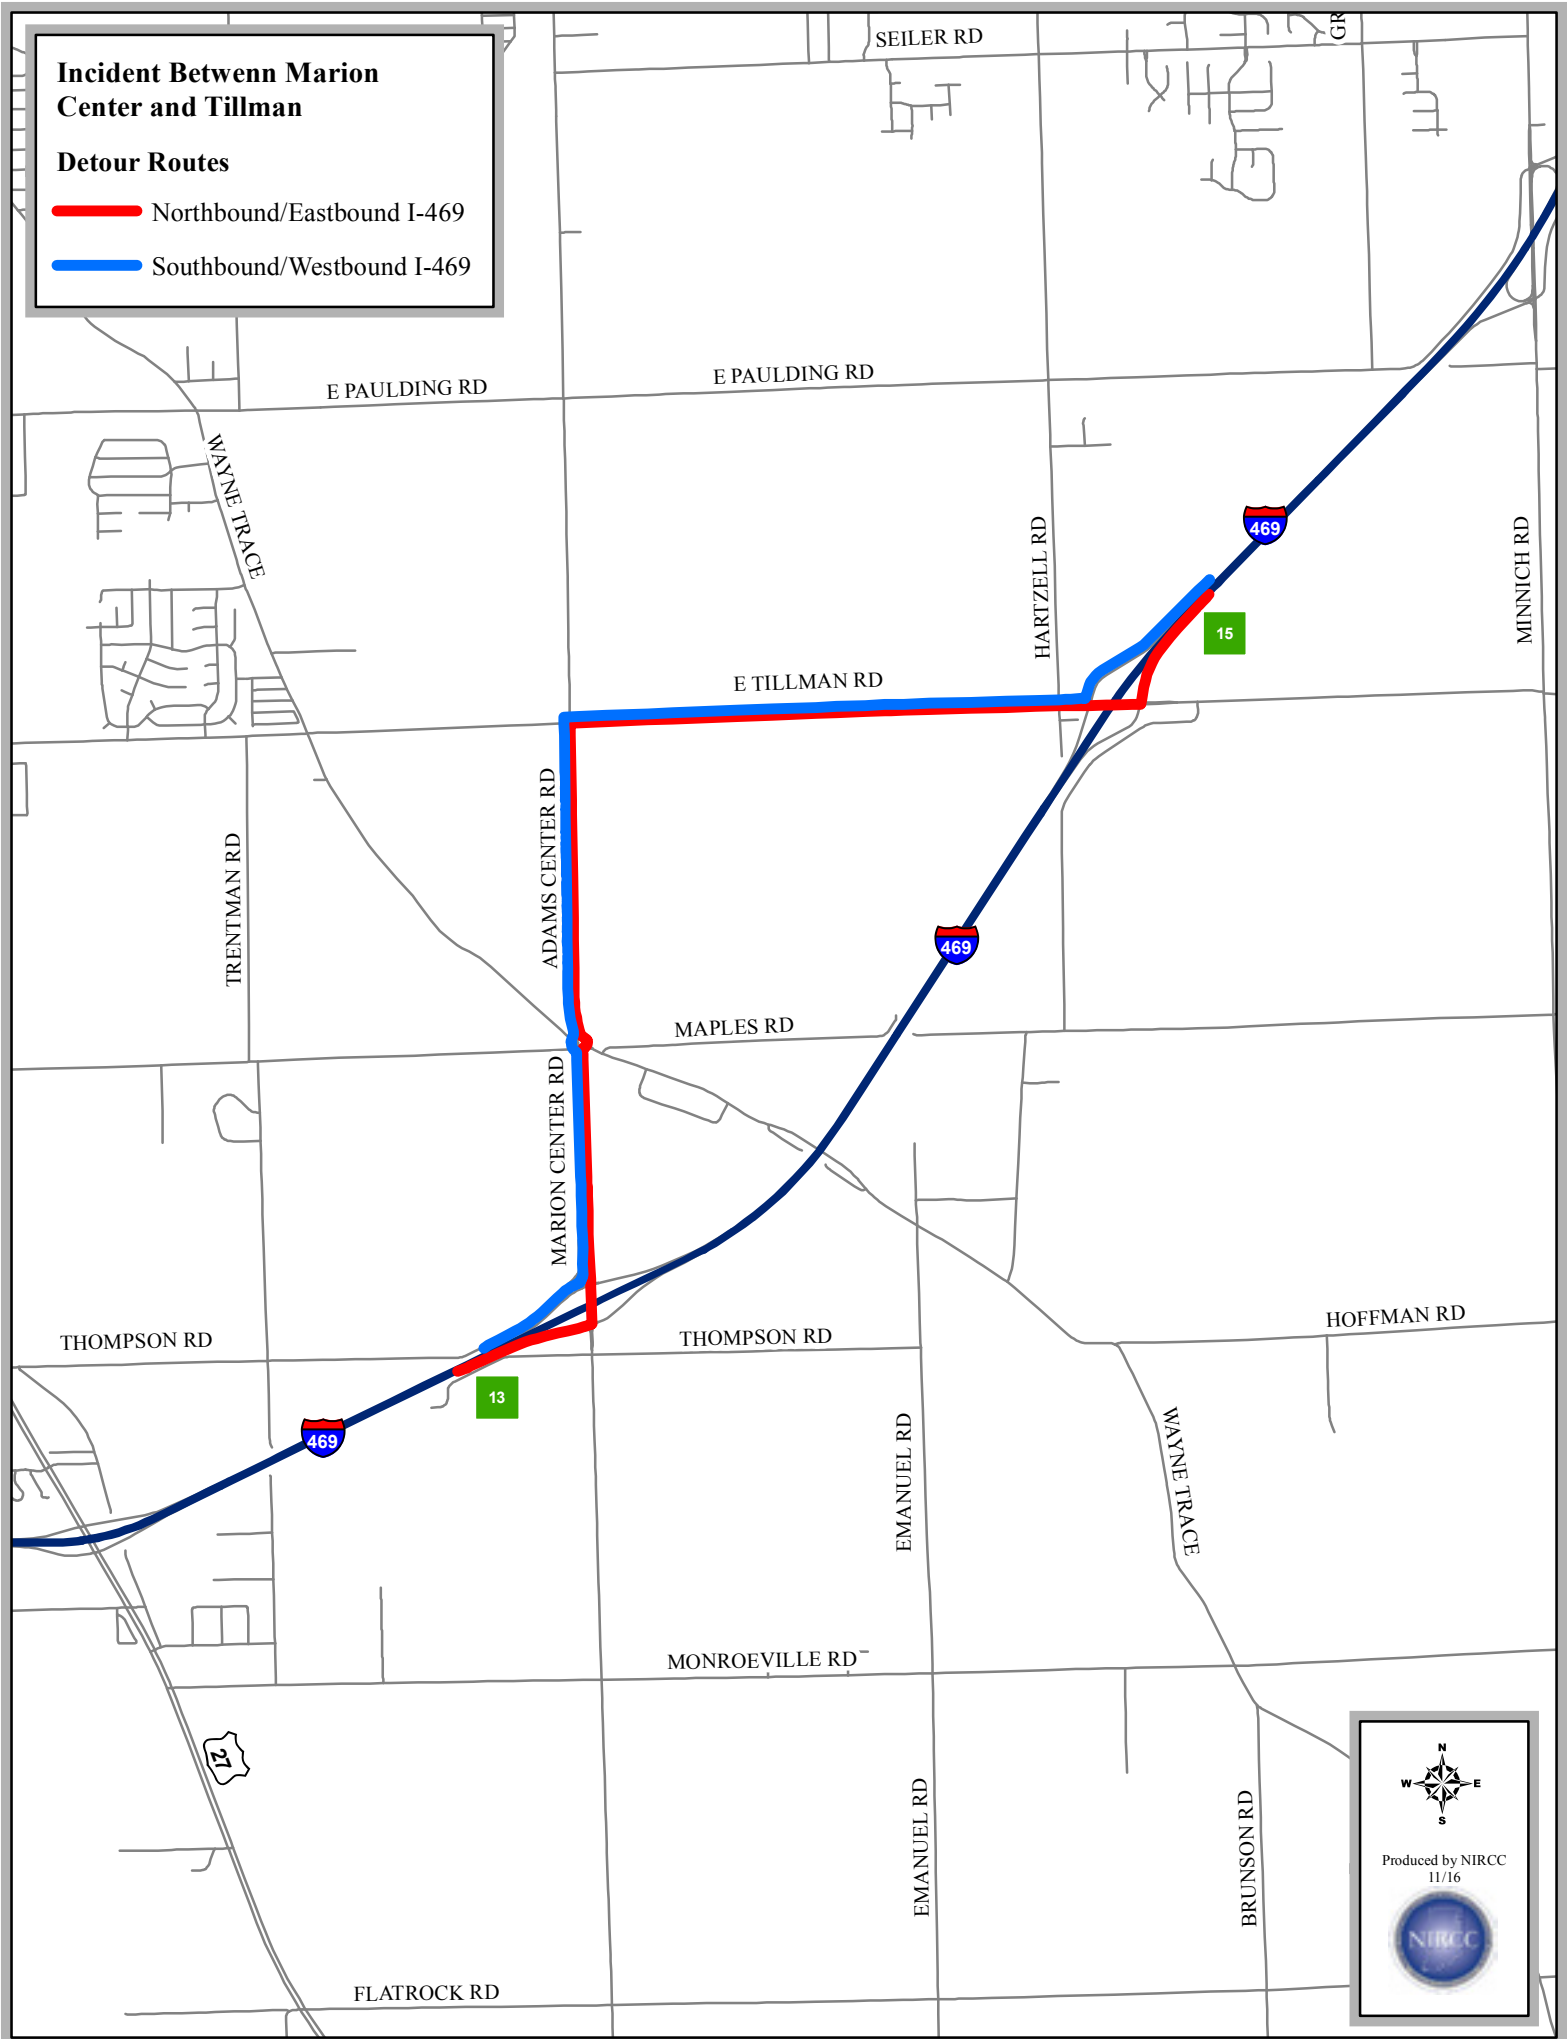 Incident Betwenn Marion
Center and Tillman
Detour Routes
Northbound/Eastbound I-469
Southbound/Westbound I-469
SEILER RD
GR
E PAULDING RD
E PAULDING RD
WAYNE TRACE
469
HARTZELL RD
MINNICH RD
15
E TILLMAN RD
ADAMS CENTER RD
TRENTMAN RD
469
MAPLES RD
MARION CENTER RD
THOMPSON RD
THOMPSON RD
HOFFMAN RD
13
469
EMANUEL RD
WAYNE TRACE
MONROEVILLE RD
27
EMANUEL RD
BRUNSON RD
FLATROCK RD
N
W E
S
Produced by NIRCC
11/16
NIRCC